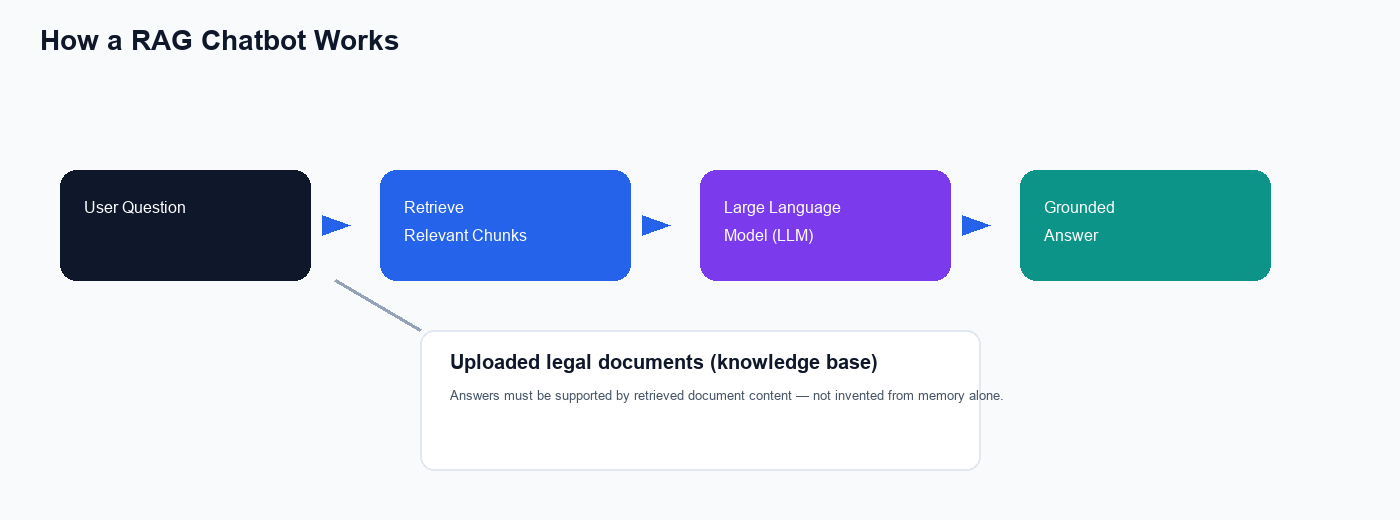 How a RAG Chatbot Works
User Question
Retrieve
Relevant Chunks
Large Language
Model (LLM)
Grounded
Answer
Uploaded legal documents (knowledge base)
Answers must be supported by retrieved document content — not invented from memory alone.